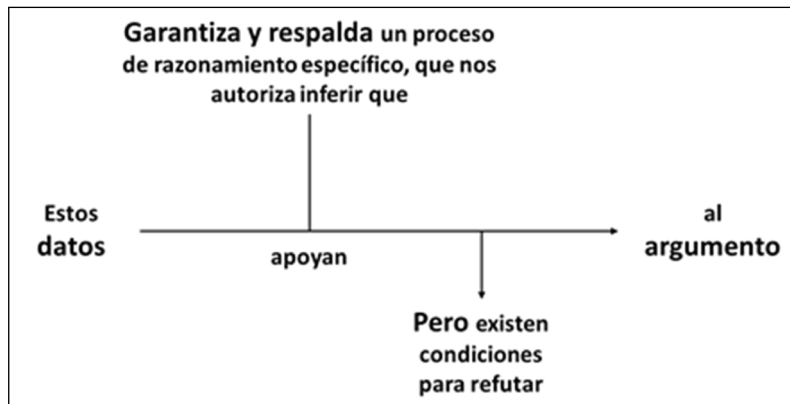 Garantiza y respalda un proceso
de razonamiento específico, que nos
autoriza inferir que
Estos
datos
apoyan
al
argumento
Pero existen
condiciones
para refutar